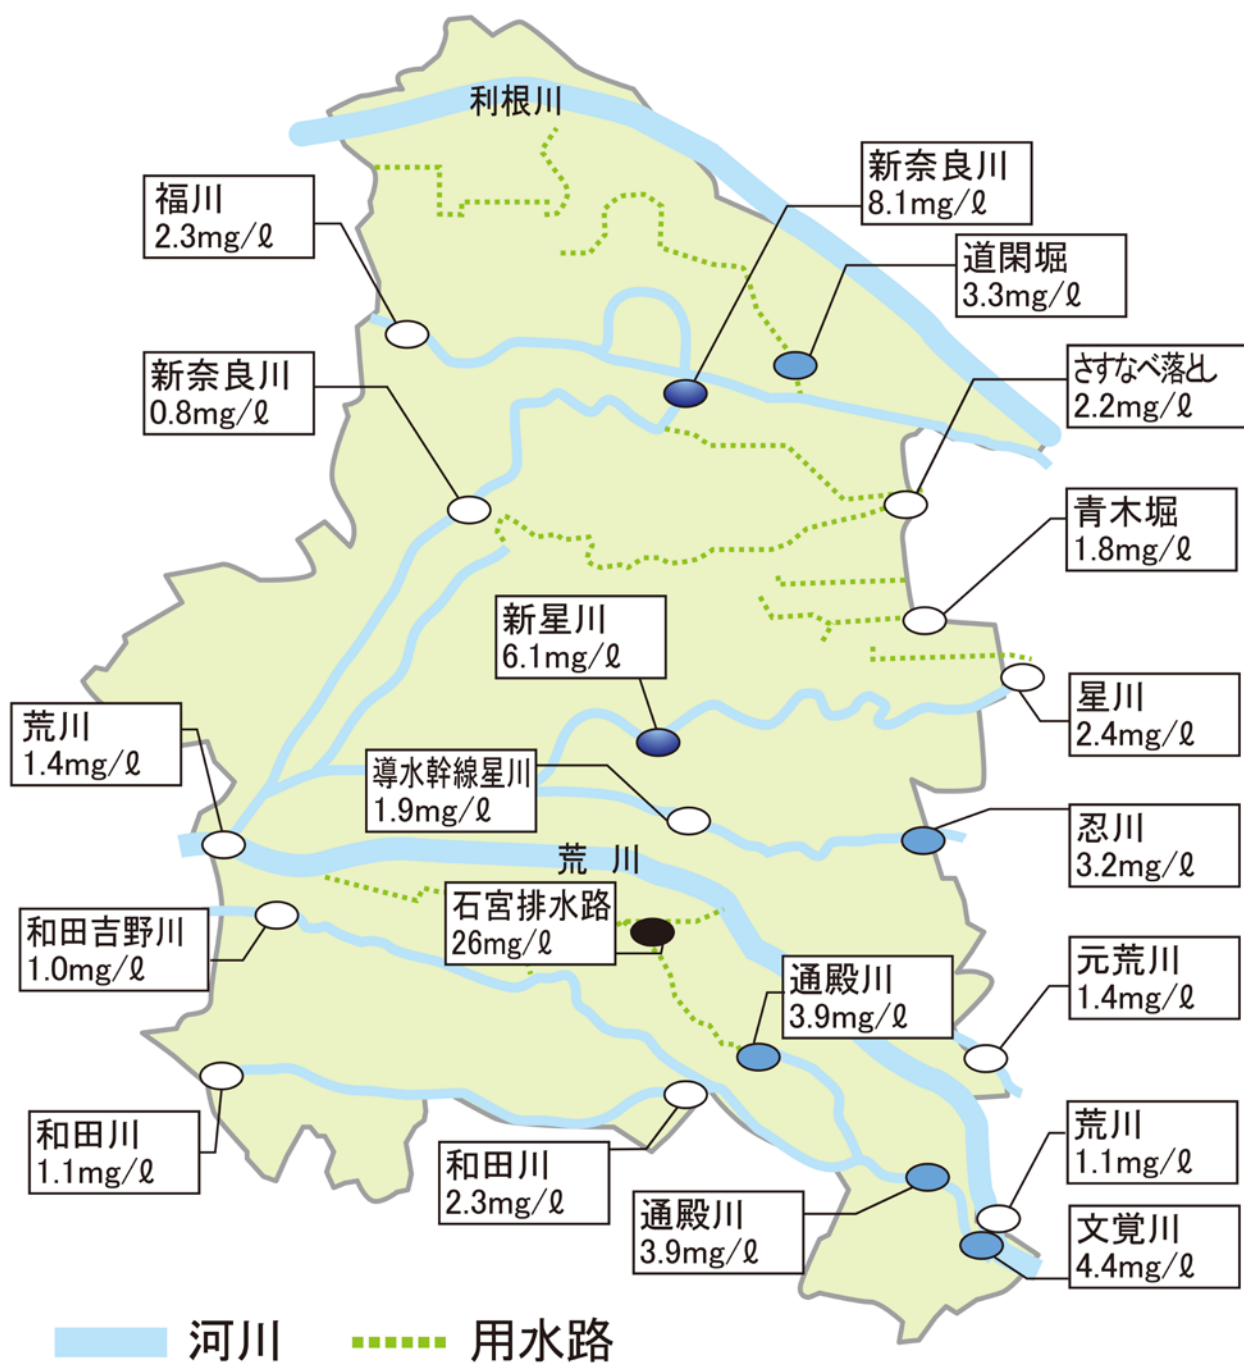 利根川
新奈良川
8.1mg/ℓ
福川
2.3mg/ℓ
道閑堀
3.3mg/ℓ
新奈良川
0.8mg/ℓ
さすなべ落とし
2.2mg/ℓ
青木堀
1.8mg/ℓ
新星川
6.1mg/ℓ
星川
2.4mg/ℓ
荒川
1.4mg/ℓ
導水幹線星川
1.9mg/ℓ
忍川
3.2mg/ℓ
荒 川
石宮排水路
26mg/ℓ
和田吉野川
1.0mg/ℓ
通殿川
3.9mg/ℓ
元荒川
1.4mg/ℓ
和田川
1.1mg/ℓ
和田川
2.3mg/ℓ
荒川
1.1mg/ℓ
通殿川
3.9mg/ℓ
文覚川
4.4mg/ℓ
河川
用水路